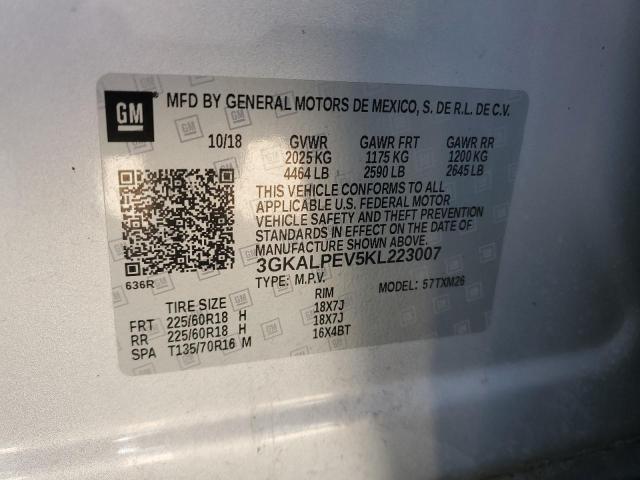 GM MFD BY GENERAL MOTORS DE MEXICO, S. DE R.L. DE C.V.
10/18 GVWR GAWR FRT GAWR RR
2025 KG 1175 KG 1200 KG
4464 LB 2590 LB 2645 LB
THIS VEHICLE CONFORMS TO ALL
APPLICABLE U.S. FEDERAL MOTOR
VEHICLE SAFETY AND THEFT PREVENTION
STANDARDS IN EFFECT ON THE DATE OF
MANUFACTURE SHOWN ABOVE.
3GKALPEV5KL223007
636R TYPE: M.P.V. MODEL: 57TXM26
TIRE SIZE RIM
FRT 225/60R18 H 18X7J
RR 225/60R18 H 18X7J
SPA T135/70R16 M 16X4BT